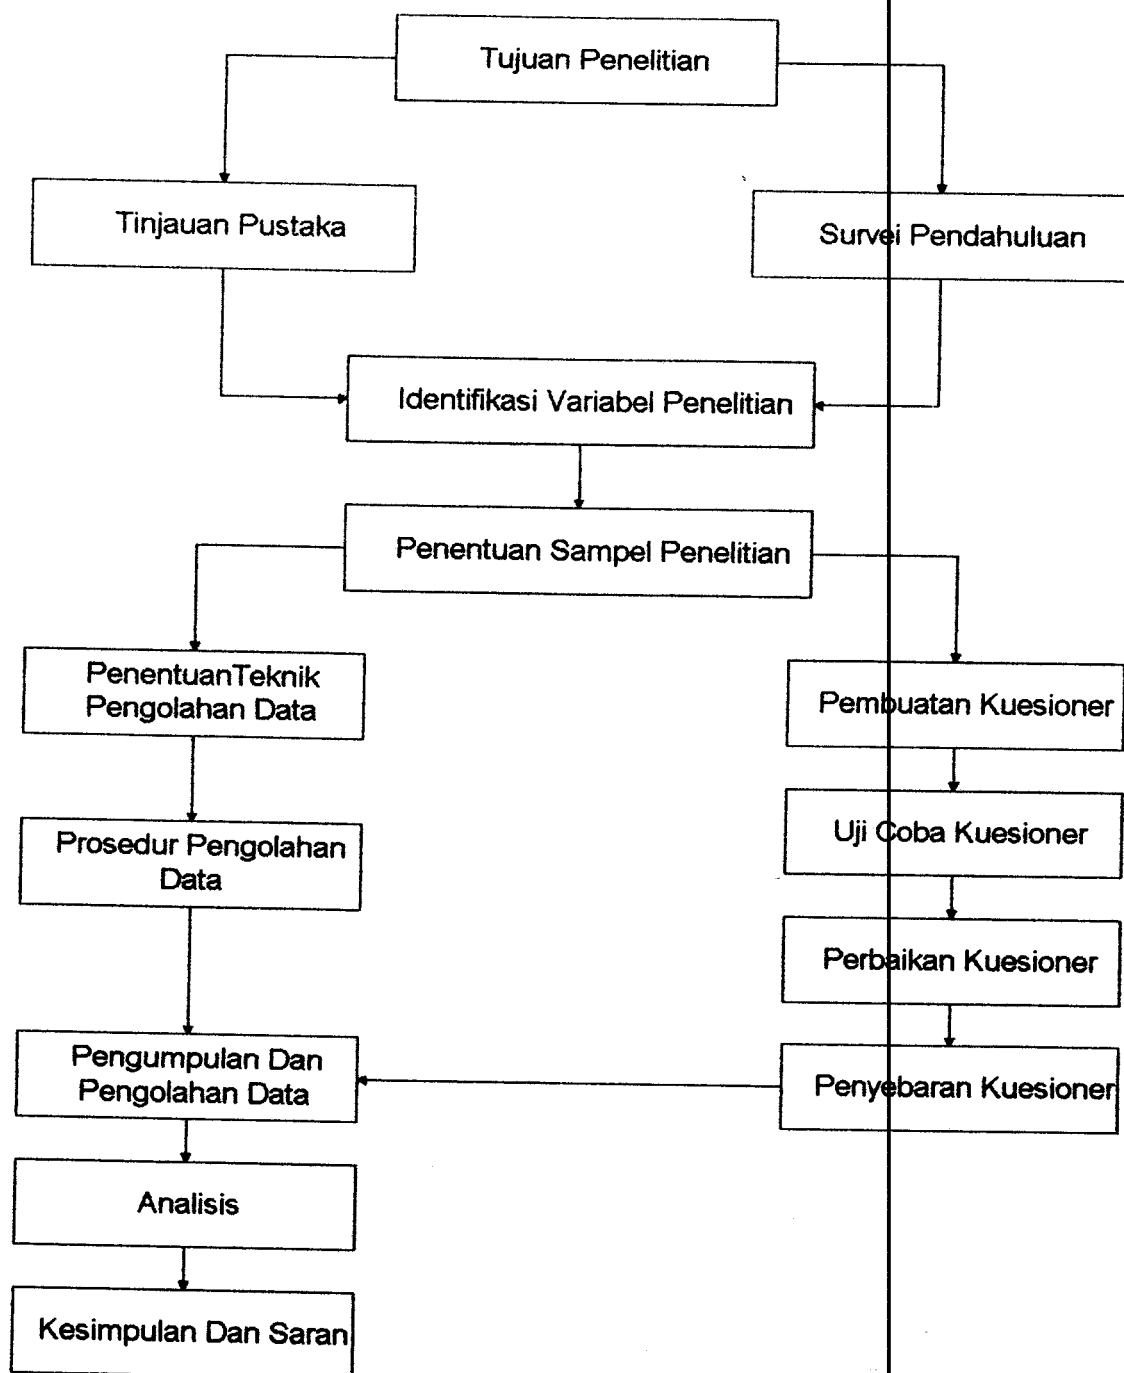 Tujuan Penelitian
Tinjauan Pustaka
Survei Pendahuluan
Identifikasi Variabel Penelitian
Penentuan Sampel Penelitian
PenentuanTeknik
Pengolahan Data
Pembuatan Kuesioner
Prosedur Pengolahan
Data
Uji Coba Kuesioner
Perbaikan Kuesioner
Pengumpulan Dan
Pengolahan Data
Penyebaran Kuesioner
Analisis
Kesimpulan Dan Saran